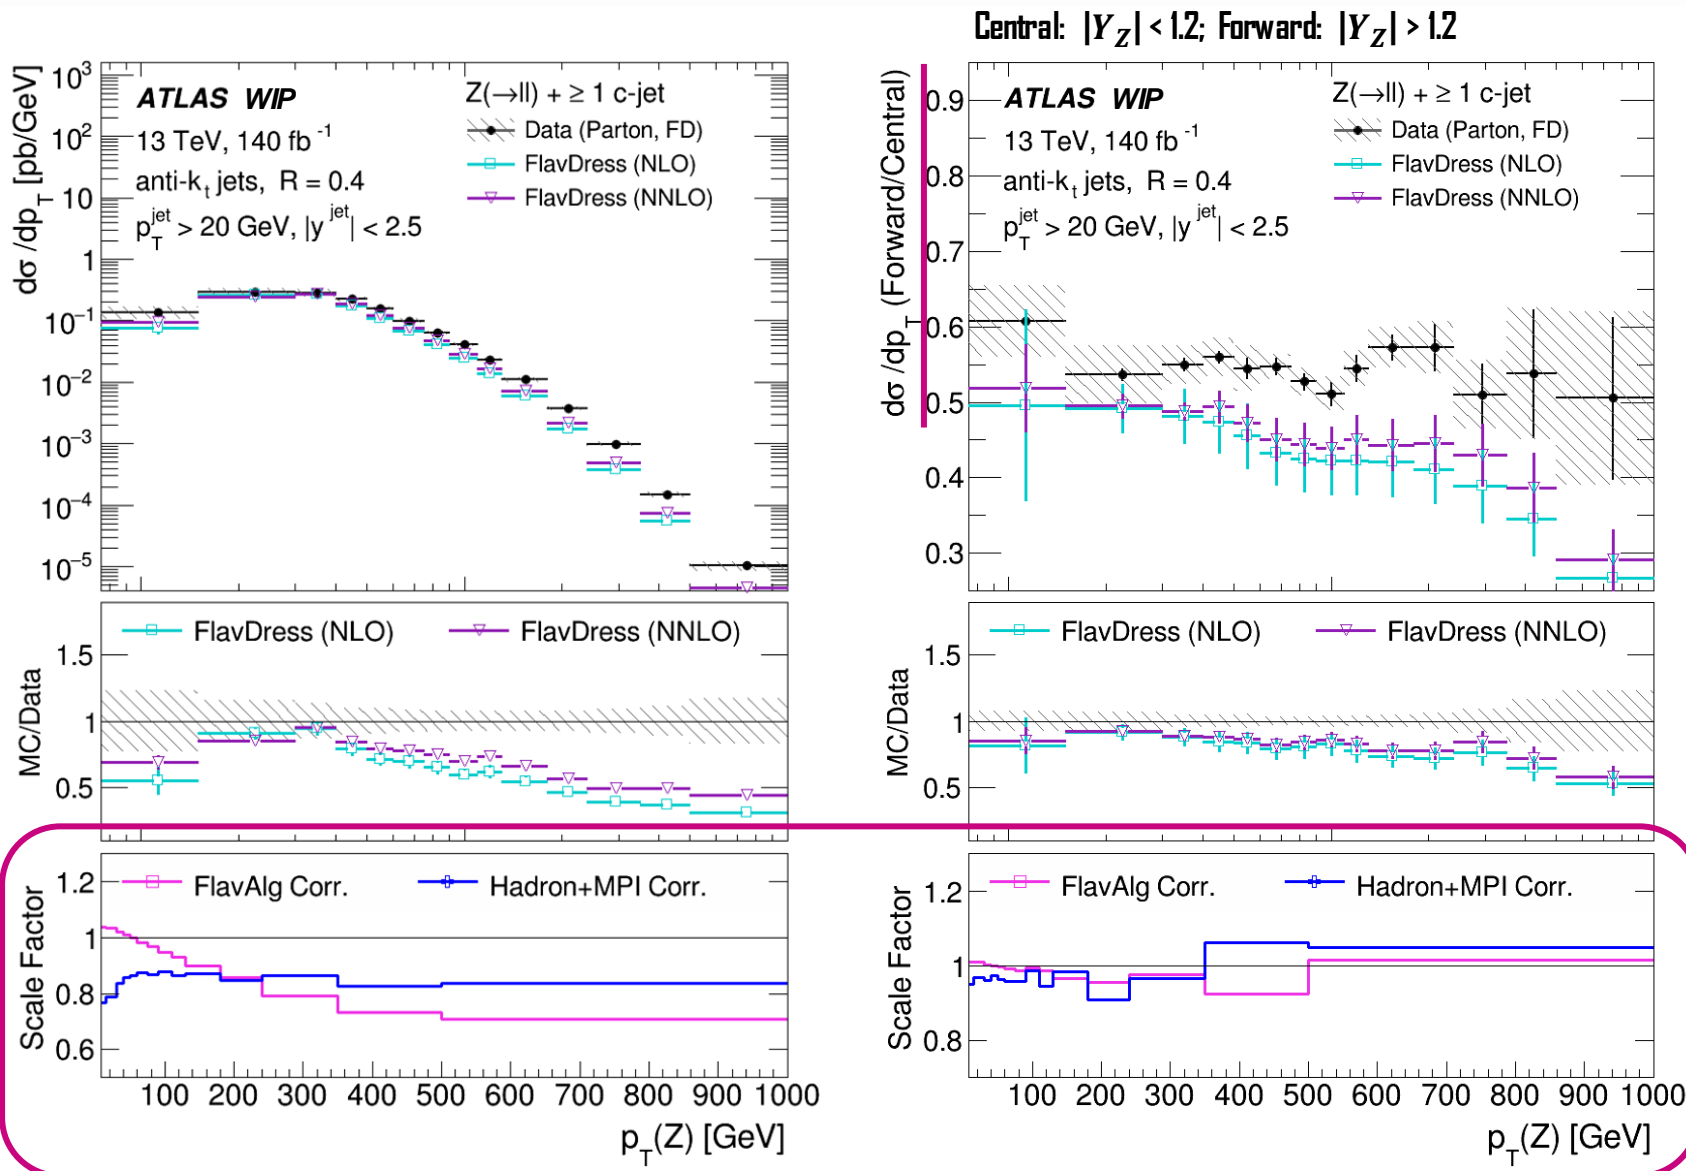 Central: |Y_Z| < 1.2; Forward: |Y_Z| > 1.2
dσ/dp_T [pb/GeV]
10³
10²
10
1
10⁻¹
10⁻²
10⁻³
10⁻⁴
10⁻⁵
ATLAS WIP
13 TeV, 140 fb⁻¹
anti-k_t jets, R = 0.4
p_T^jet > 20 GeV, |y^jet| < 2.5
Z(→ll) + ≥ 1 c-jet
Data (Parton, FD)
FlavDress (NLO)
FlavDress (NNLO)
MC/Data
1.5
1
0.5
FlavDress (NLO)
FlavDress (NNLO)
Scale Factor
1.2
1
0.8
0.6
FlavAlg Corr.
Hadron+MPI Corr.
100 200 300 400 500 600 700 800 900 1000
p_T(Z) [GeV]
dσ/dp_T (Forward/Central)
0.9
0.8
0.7
0.6
0.5
0.4
0.3
ATLAS WIP
13 TeV, 140 fb⁻¹
anti-k_t jets, R = 0.4
p_T^jet > 20 GeV, |y^jet| < 2.5
Z(→ll) + ≥ 1 c-jet
Data (Parton, FD)
FlavDress (NLO)
FlavDress (NNLO)
MC/Data
1.5
1
0.5
FlavDress (NLO)
FlavDress (NNLO)
Scale Factor
1.2
1
0.8
FlavAlg Corr.
Hadron+MPI Corr.
100 200 300 400 500 600 700 800 900 1000
p_T(Z) [GeV]